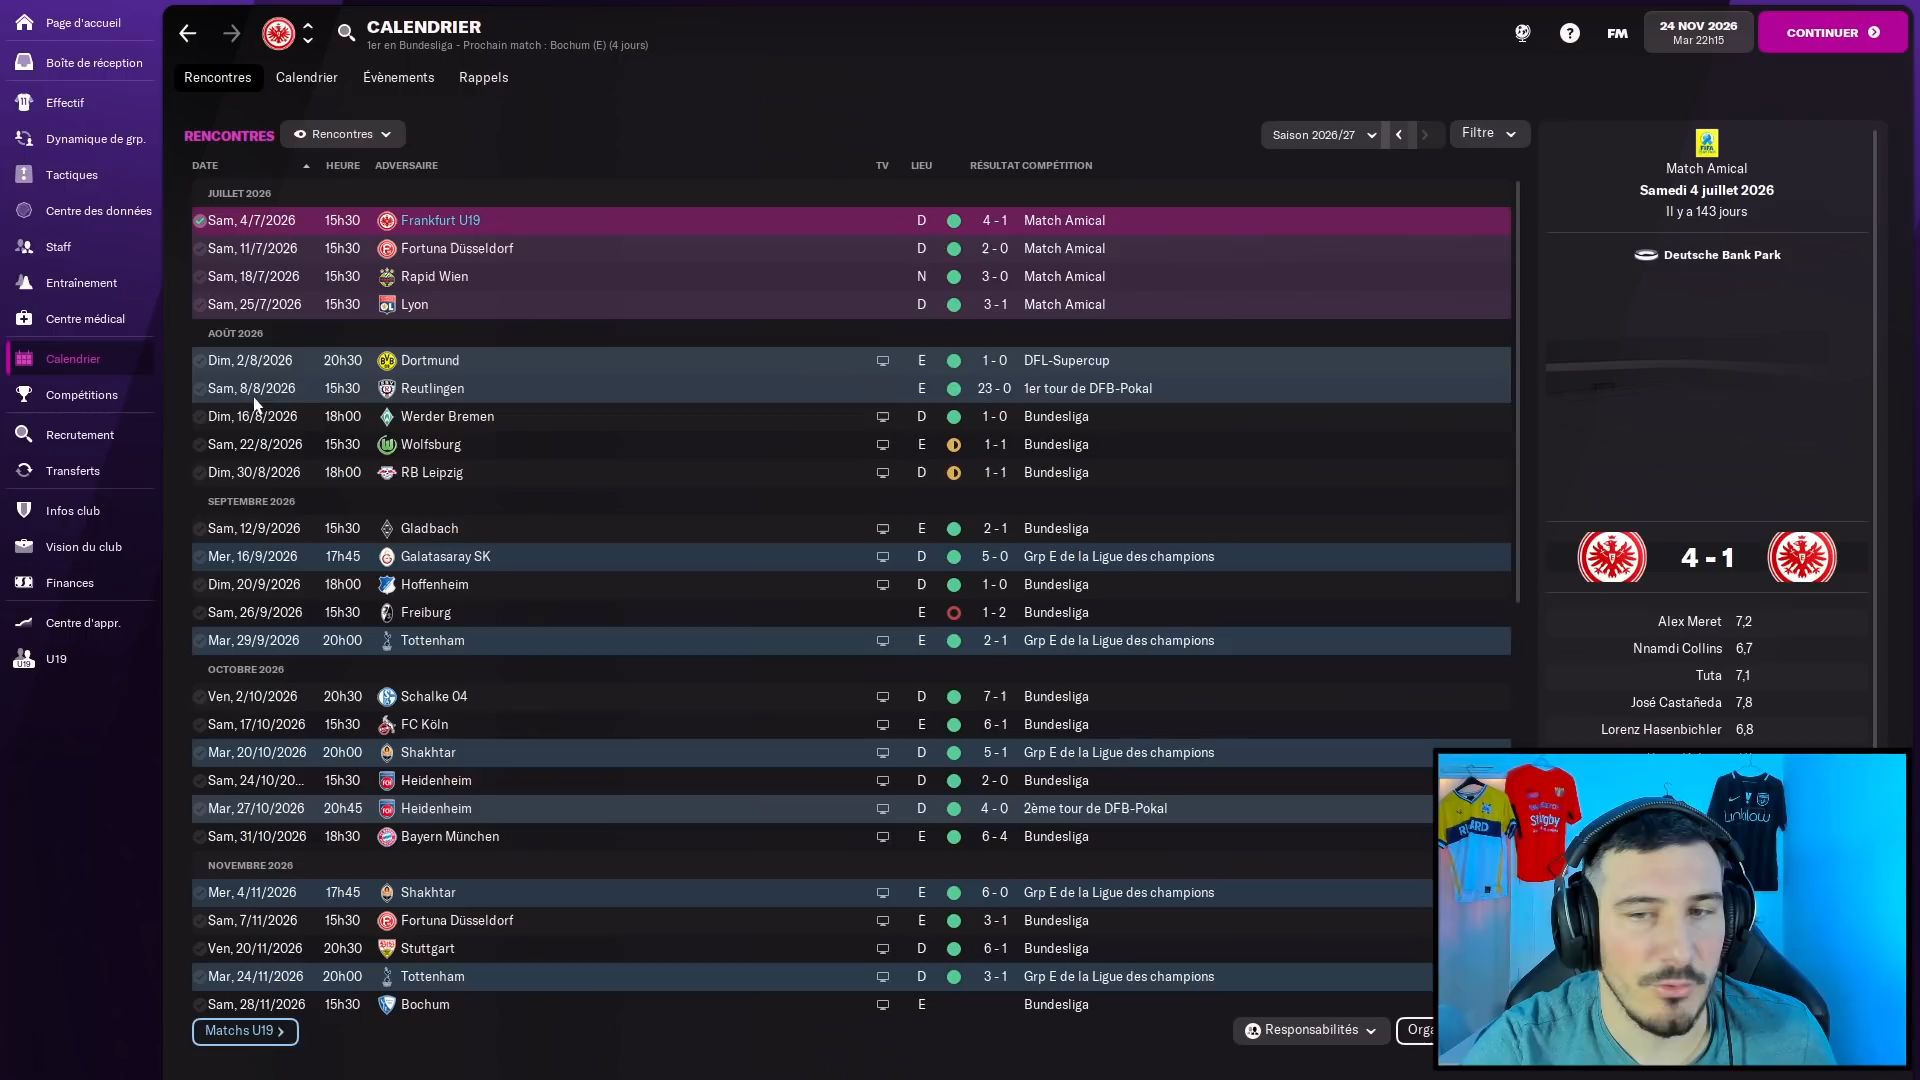 Page d'accueil
Boîte de réception
Effectif
Dynamique de grp.
Tactiques
Centre des données
Staff
Entraînement
Centre médical
Calendrier
Compétitions
Recrutement
Transferts
Infos club
Vision du club
Finances
Centre d'appr.
U19
CALENDRIER
1er en Bundesliga - Prochain match : Bochum (E) (4 jours)
FM
24 NOV 2026
Mar 22h15
CONTINUER
Rencontres Calendrier Évènements Rappels
RENCONTRES Rencontres
Saison 2026/27 Filtre
DATE HEURE ADVERSAIRE TV LIEU RÉSULTAT COMPÉTITION
JUILLET 2026
Sam, 4/7/2026 15h30 Frankfurt U19 D 4 - 1 Match Amical
Sam, 11/7/2026 15h30 Fortuna Düsseldorf D 2 - 0 Match Amical
Sam, 18/7/2026 15h30 Rapid Wien N 3 - 0 Match Amical
Sam, 25/7/2026 15h30 Lyon D 3 - 1 Match Amical
AOÛT 2026
Dim, 2/8/2026 20h30 Dortmund E 1 - 0 DFL-Supercup
Sam, 8/8/2026 15h30 Reutlingen E 23 - 0 1er tour de DFB-Pokal
Dim, 16/8/2026 18h00 Werder Bremen D 1 - 0 Bundesliga
Sam, 22/8/2026 15h30 Wolfsburg E 1 - 1 Bundesliga
Dim, 30/8/2026 18h00 RB Leipzig D 1 - 1 Bundesliga
SEPTEMBRE 2026
Sam, 12/9/2026 15h30 Gladbach E 2 - 1 Bundesliga
Mer, 16/9/2026 17h45 Galatasaray SK D 5 - 0 Grp E de la Ligue des champions
Dim, 20/9/2026 18h00 Hoffenheim D 1 - 0 Bundesliga
Sam, 26/9/2026 15h30 Freiburg E 1 - 2 Bundesliga
Mar, 29/9/2026 20h00 Tottenham E 2 - 1 Grp E de la Ligue des champions
OCTOBRE 2026
Ven, 2/10/2026 20h30 Schalke 04 D 7 - 1 Bundesliga
Sam, 17/10/2026 15h30 FC Köln E 6 - 1 Bundesliga
Mar, 20/10/2026 20h00 Shakhtar D 5 - 1 Grp E de la Ligue des champions
Sam, 24/10/20... 15h30 Heidenheim D 2 - 0 Bundesliga
Mar, 27/10/2026 20h45 Heidenheim D 4 - 0 2ème tour de DFB-Pokal
Sam, 31/10/2026 18h30 Bayern München E 6 - 4 Bundesliga
NOVEMBRE 2026
Mer, 4/11/2026 17h45 Shakhtar E 6 - 0 Grp E de la Ligue des champions
Sam, 7/11/2026 15h30 Fortuna Düsseldorf E 3 - 1 Bundesliga
Ven, 20/11/2026 20h30 Stuttgart D 6 - 1 Bundesliga
Mar, 24/11/2026 20h00 Tottenham D 3 - 1 Grp E de la Ligue des champions
Sam, 28/11/2026 15h30 Bochum E Bundesliga
Matchs U19
Responsabilités
Orga
Match Amical
Samedi 4 juillet 2026
Il y a 143 jours
Deutsche Bank Park
4 - 1
Alex Meret 7,2
Nnamdi Collins 6,7
Tuta 7,1
José Castañeda 7,8
Lorenz Hasenbichler 6,8